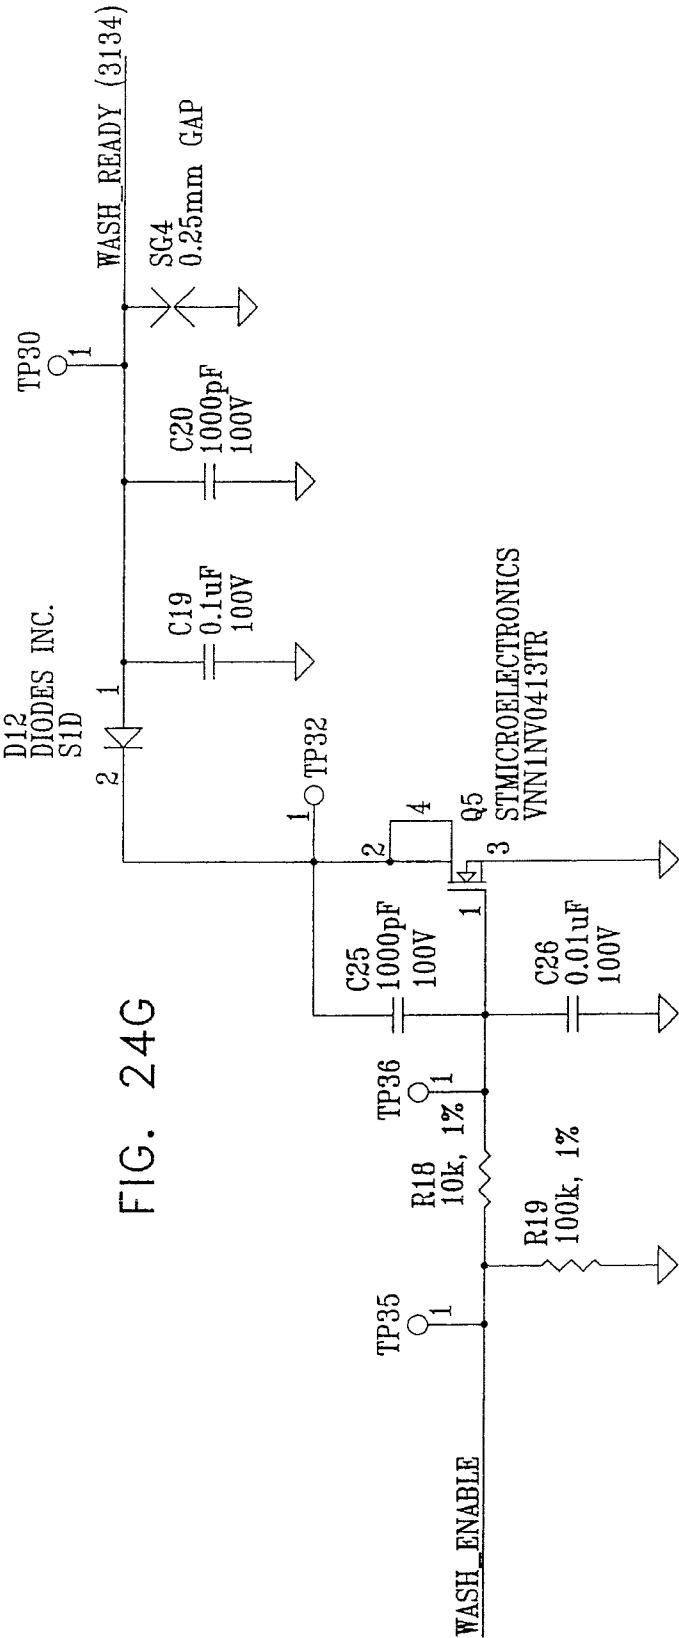 FIG. 24G
WASH_ENABLE
TP35
1
R19
100k, 1%
R18
10k, 1%
TP36
1
C25
1000pF
100V
C26
0.01uF
100V
1
2
4
3
Q5
STMICROELECTRONICS
VNN1NV0413TR
1
TP32
D12
DIODES INC.
S1D
2
1
C19
0.1uF
100V
C20
1000pF
100V
TP30
1
SG4
0.25mm GAP
WASH_READY (3134)